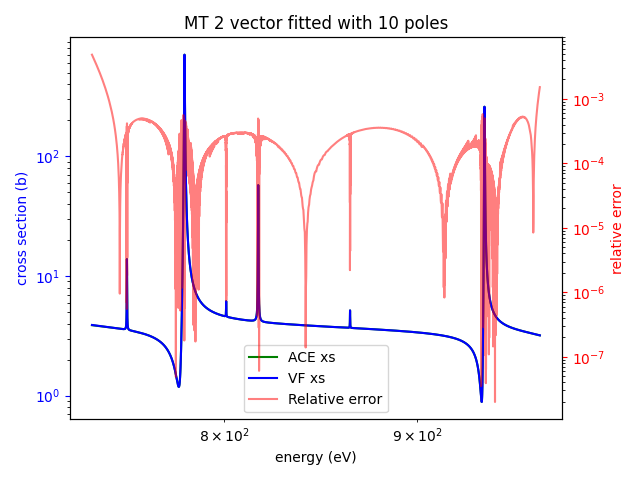 MT 2 vector fitted with 10 poles
cross section (b)
10²
10¹
10⁰
10⁻³
10⁻⁴
10⁻⁵
10⁻⁶
10⁻⁷
relative error
ACE xs
VF xs
Relative error
8 × 10² 9 × 10²
energy (eV)